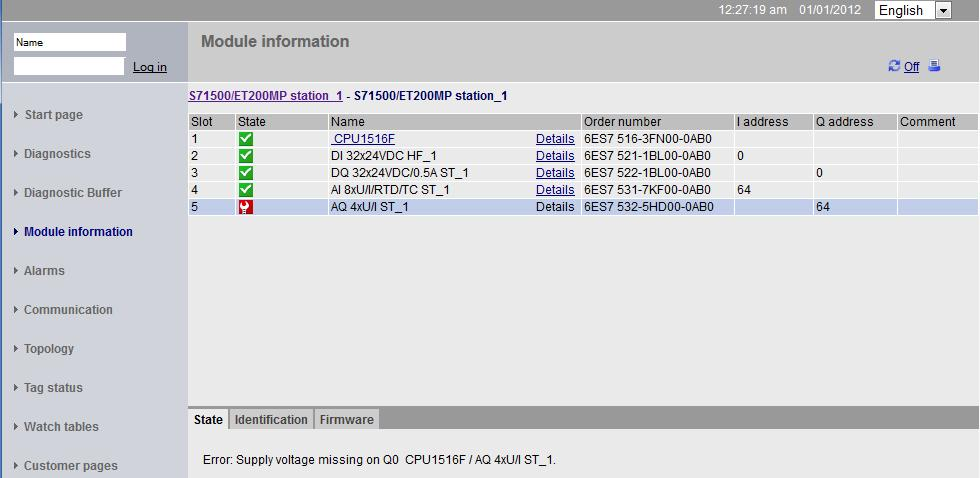 12:27:19 am 01/01/2012 English
Name
Log in
Module information
Off
S71500/ET200MP station_1 - S71500/ET200MP station_1
Slot State Name Order number I address Q address Comment
1 CPU1516F Details 6ES7 516-3FN00-0AB0
2 DI 32x24VDC HF_1 Details 6ES7 521-1BL00-0AB0 0
3 DQ 32x24VDC/0.5A ST_1 Details 6ES7 522-1BL00-0AB0 0
4 AI 8xU/I/RTD/TC ST_1 Details 6ES7 531-7KF00-0AB0 64
5 AQ 4xU/I ST_1 Details 6ES7 532-5HD00-0AB0 64
Start page
Diagnostics
Diagnostic Buffer
Module information
Alarms
Communication
Topology
Tag status
Watch tables
Customer pages
State Identification Firmware
Error: Supply voltage missing on Q0 CPU1516F / AQ 4xU/I ST_1.